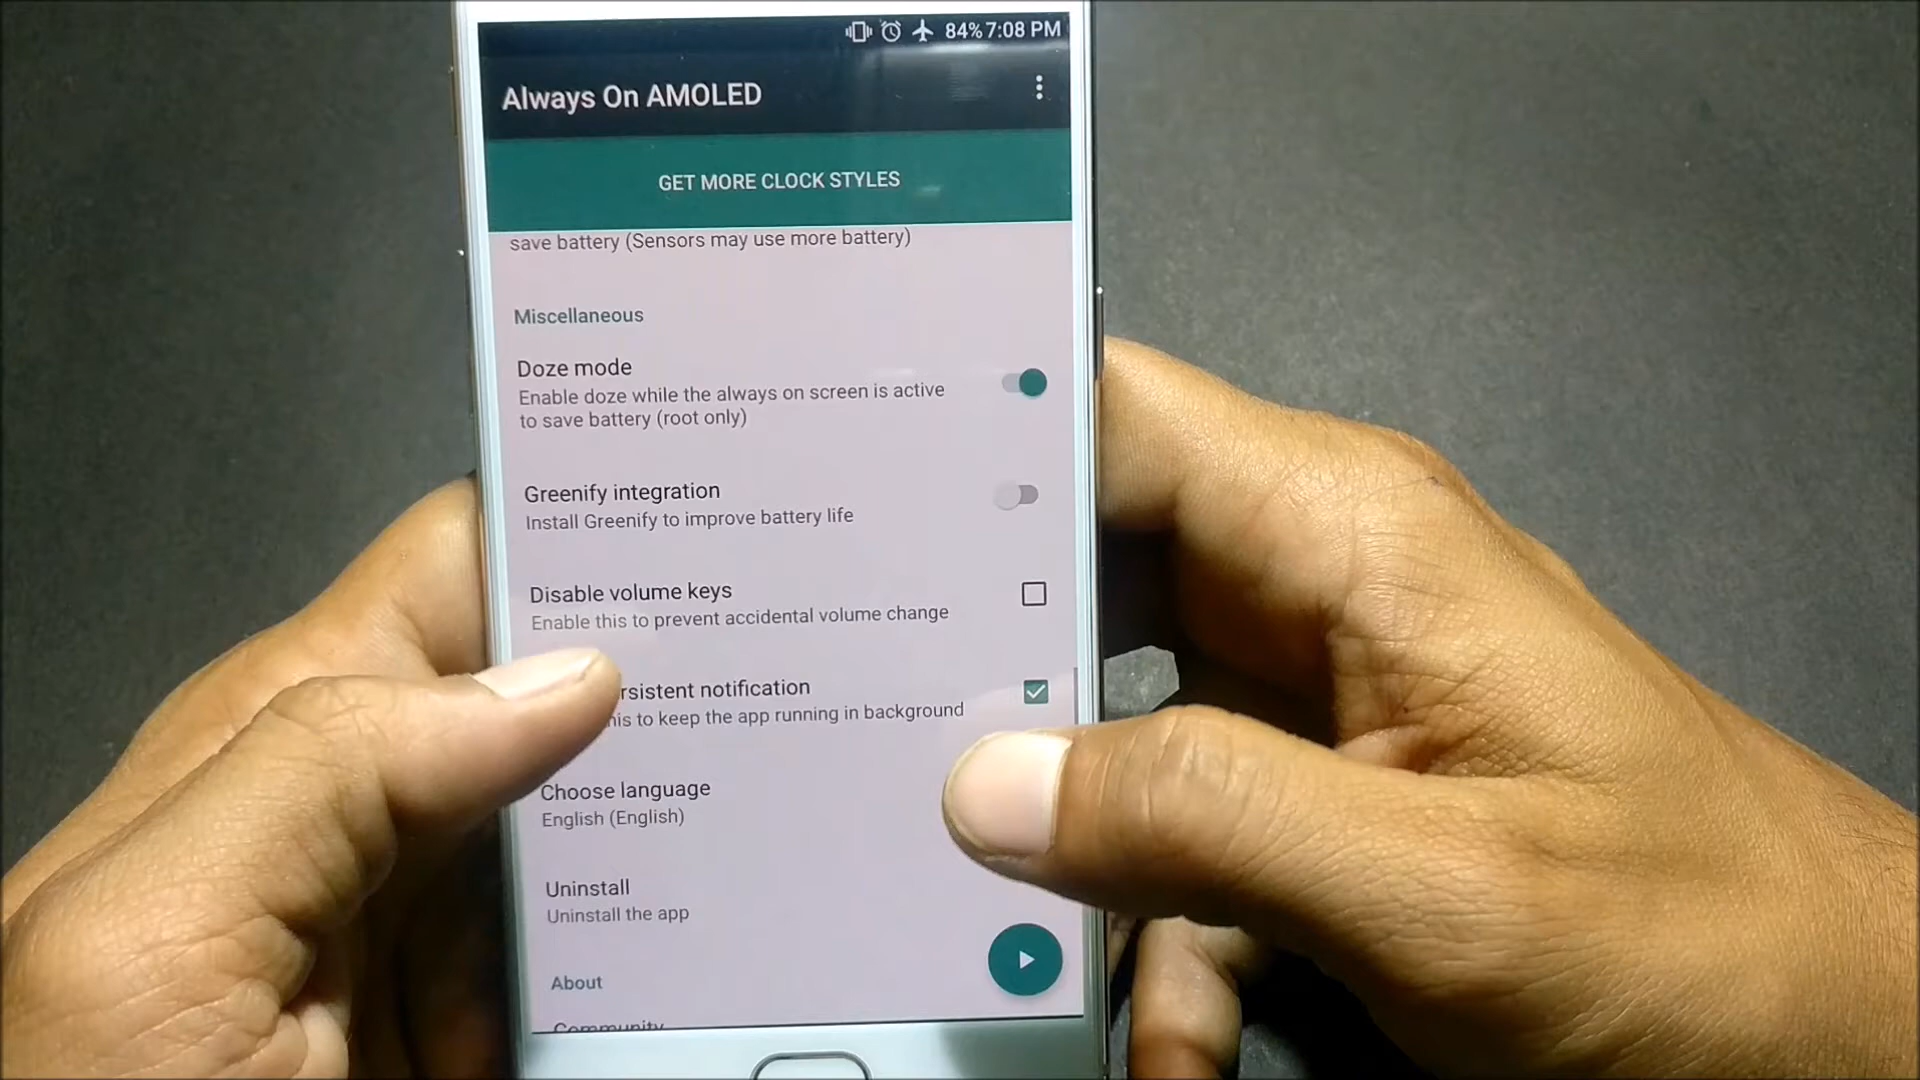 84% 7:08 PM
Always On AMOLED
GET MORE CLOCK STYLES
save battery (Sensors may use more battery)
Miscellaneous
Doze mode
Enable doze while the always on screen is active
to save battery (root only)
Greenify integration
Install Greenify to improve battery life
Disable volume keys
Enable this to prevent accidental volume change
notification
to keep the app running in background
Choose language
English (English)
Uninstall
Uninstall the app
About
Community